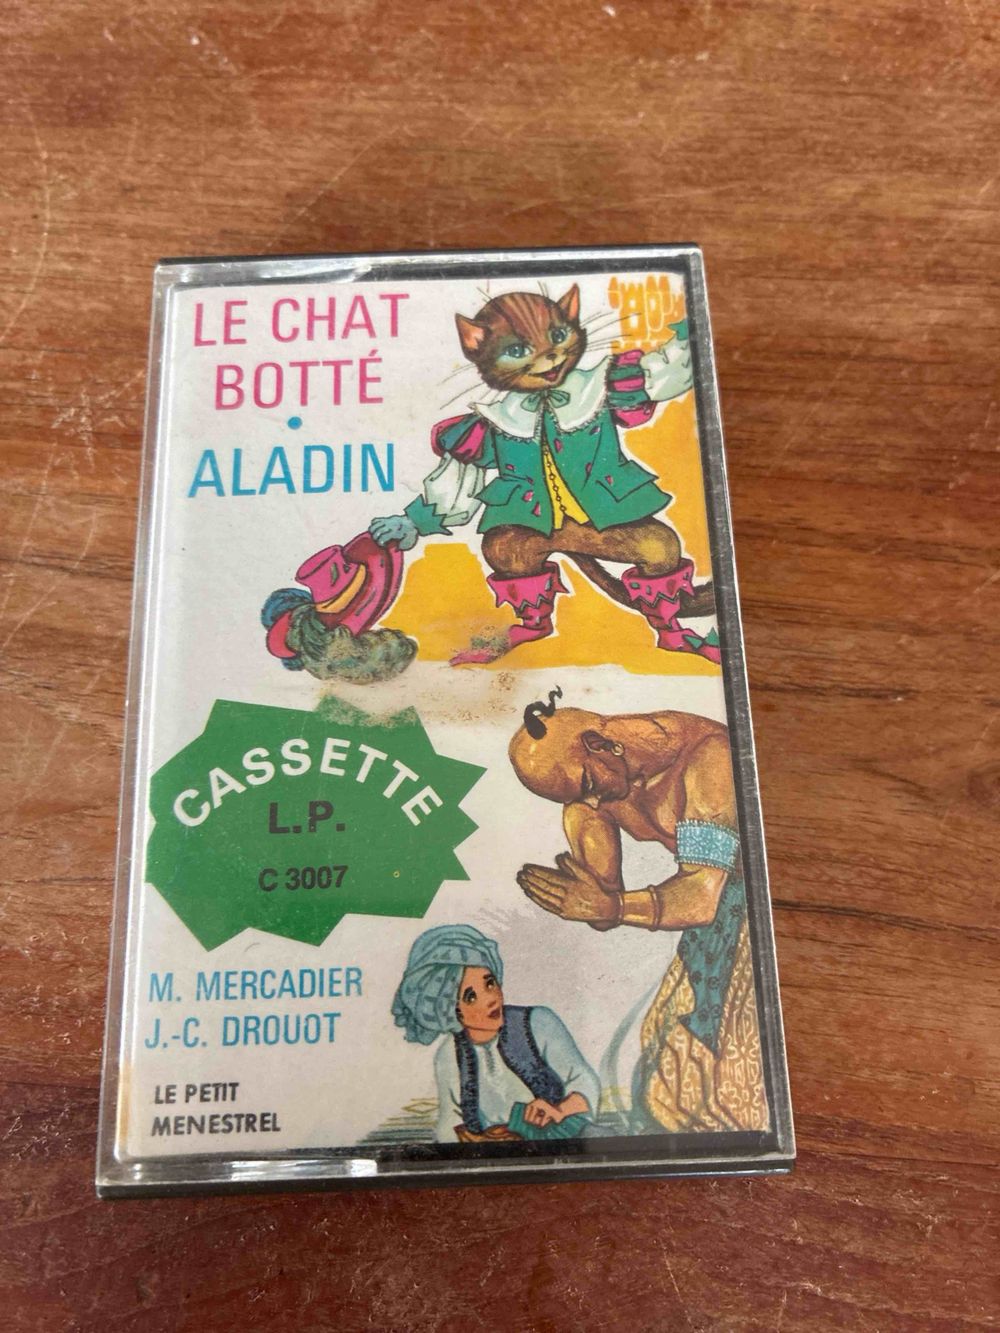 LE CHAT
BOTTÉ
•
ALADIN
CASSETTE
L.P.
C 3007
M. MERCADIER
J.-C. DROUOT
LE PETIT
MENESTREL